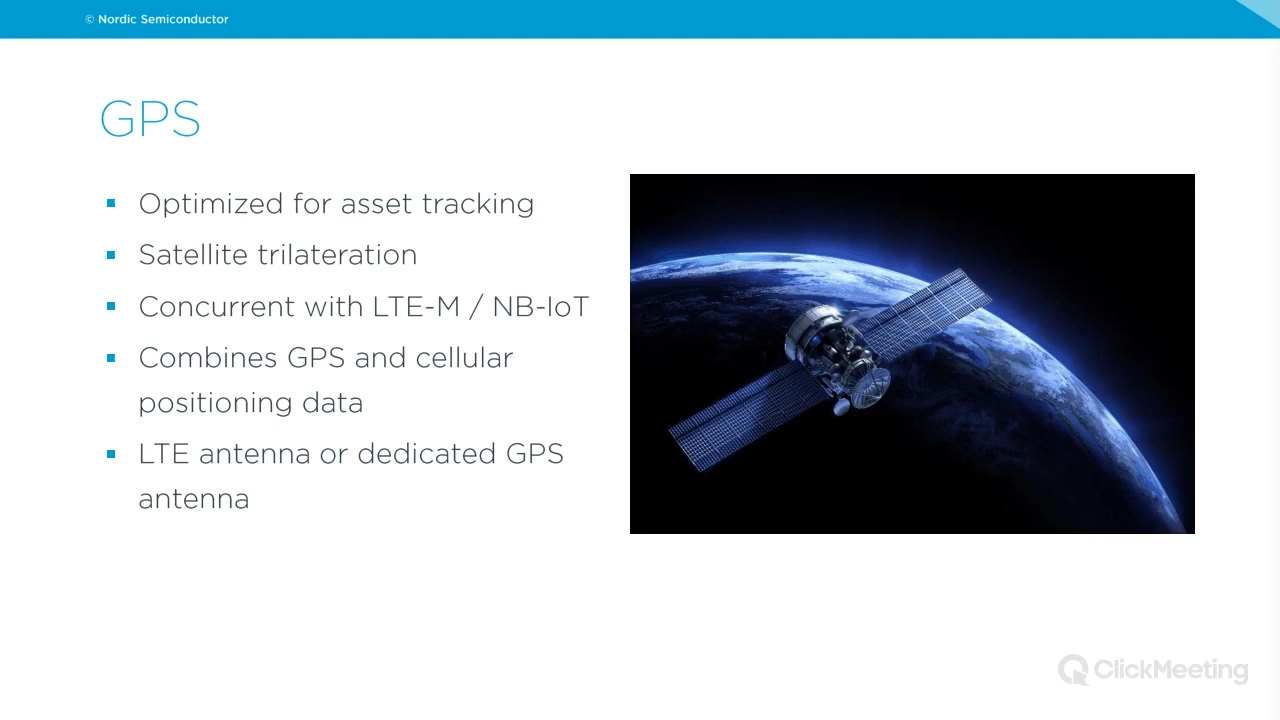 © Nordic Semiconductor
GPS
Optimized for asset tracking
Satellite trilateration
Concurrent with LTE-M / NB-IoT
Combines GPS and cellular
positioning data
LTE antenna or dedicated GPS
antenna
ClickMeeting